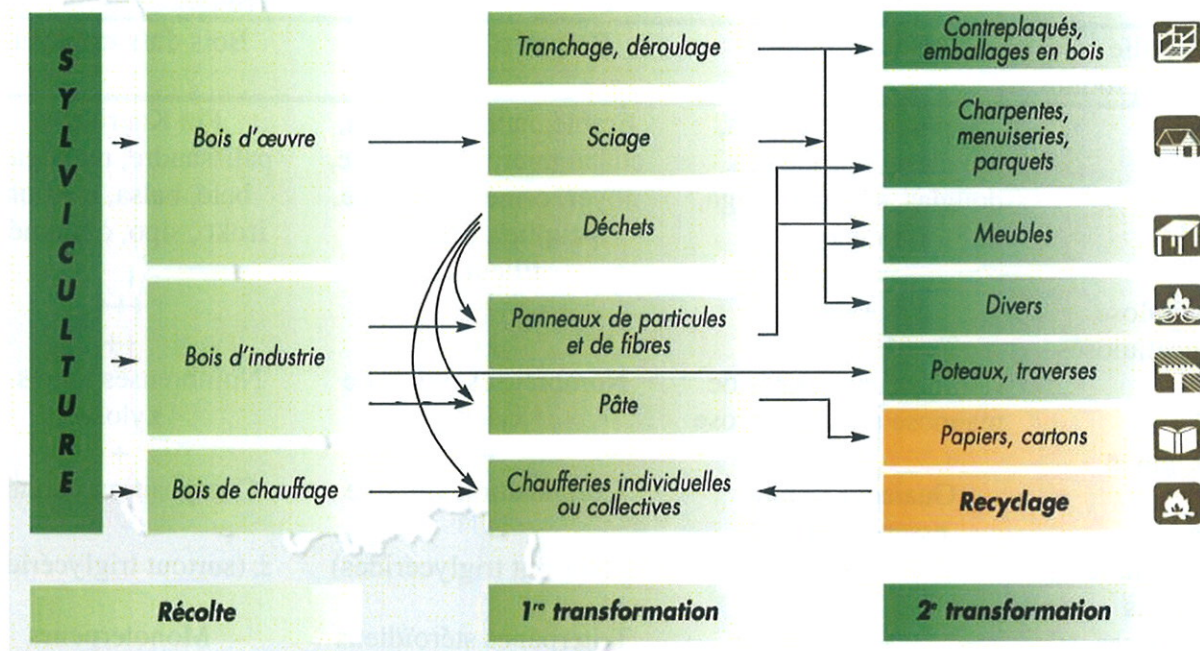 SYLVICULTURE
Bois d'œuvre
Bois d'industrie
Bois de chauffage
Récolte
Tranchage, déroulage
Sciage
Déchets
Panneaux de particules
et de fibres
Pâte
Chaufferies individuelles
ou collectives
1re transformation
Contreplaqués,
emballages en bois
Charpentes,
menuiseries,
parquets
Meubles
Divers
Poteaux, traverses
Papiers, cartons
Recyclage
2e transformation